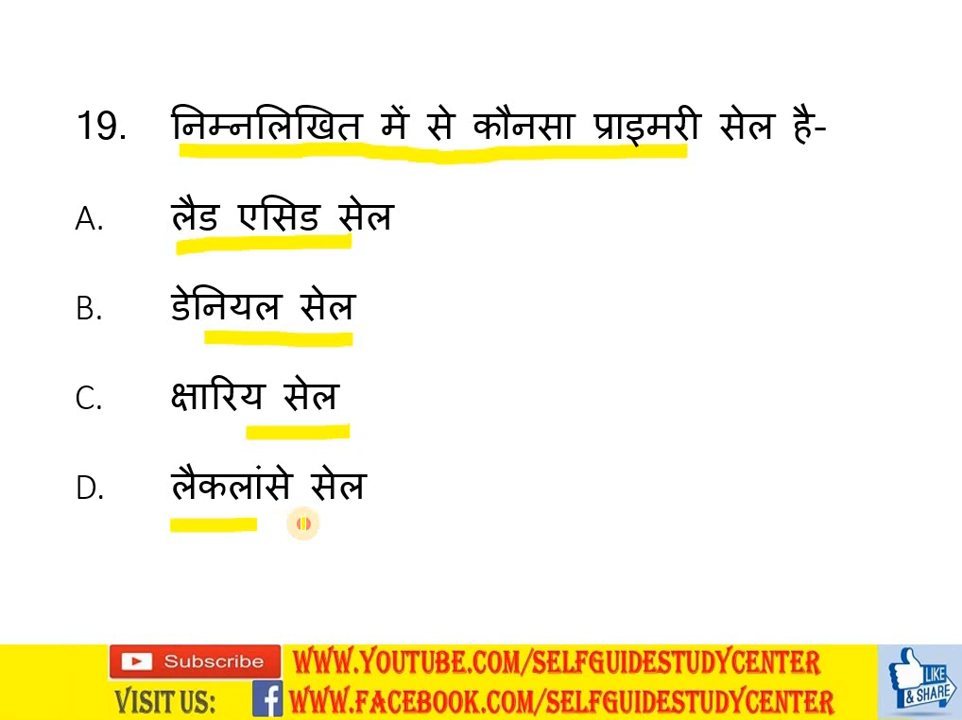 19. निम्नलिखित में से कौनसा प्राइमरी सेल है-
A. लैड एसिड सेल
B. डेनियल सेल
C. क्षारिय सेल
D. लैकलांसे सेल
Subscribe WWW.YOUTUBE.COM/SELFGUIDESTUDYCENTER
VISIT US: f WWW.FACEBOOK.COM/SELFGUIDESTUDYCENTER
LIKE
& SHARE